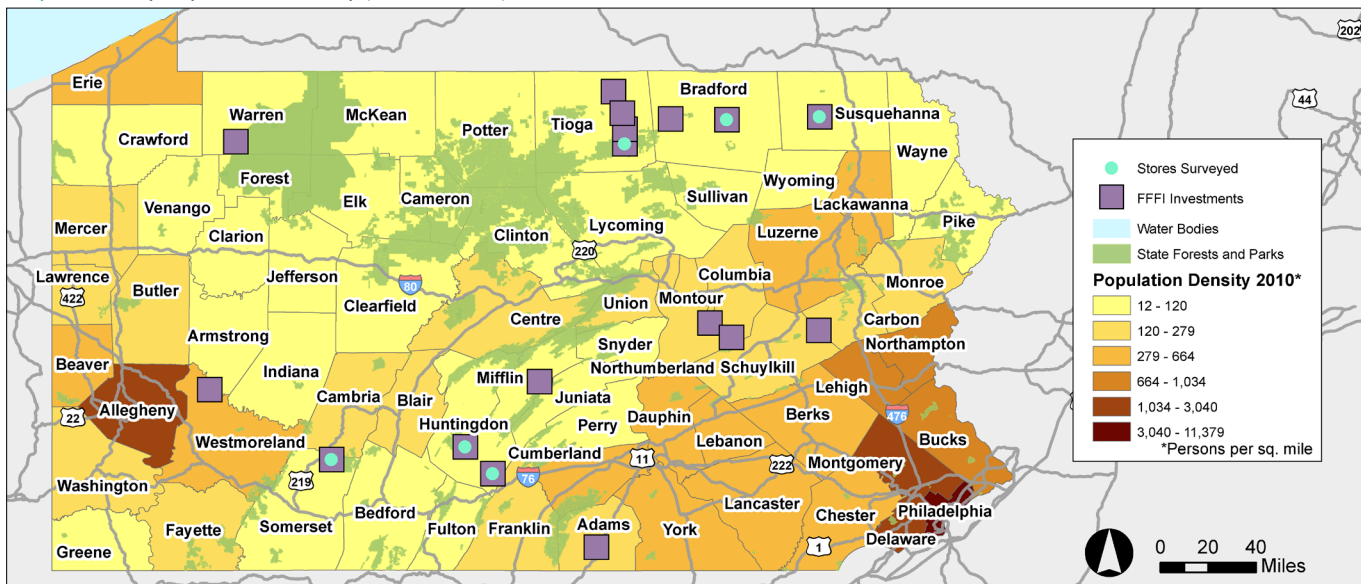 202
44
Erie
Warren
McKean
Bradford
Susquehanna
Crawford
Potter
Tioga
Wayne
Forest
Elk
Cameron
Sullivan
Wyoming
Lackawanna
Venango
Clarion
Clinton
Lycoming
Pike
Mercer
220
Luzerne
Lawrence
422
Butler
Jefferson
80
Clearfield
Columbia
Monroe
Union
Montour
Centre
Carbon
Armstrong
Snyder
Northampton
Beaver
Indiana
Mifflin
Northumberland
Schuylkill
Lehigh
Allegheny
22
Cambria
Blair
Juniata
Dauphin
Berks
476
Huntingdon
Perry
Westmoreland
Cumberland
Lebanon
Bucks
11
222
Montgomery
219
76
Washington
Bedford
Lancaster
Philadelphia
Fayette
Somerset
Fulton
Franklin
Adams
York
Chester
Delaware
Greene
1
Stores Surveyed
FFFI Investments
Water Bodies
State Forests and Parks
Population Density 2010*
12 - 120
120 - 279
279 - 664
664 - 1,034
1,034 - 3,040
3,040 - 11,379
*Persons per sq. mile
0 20 40
Miles